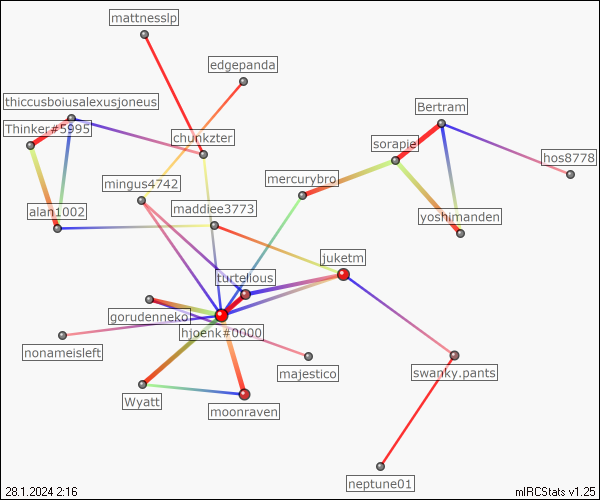 mattnesslp
edgepanda
thiccusboiusalexusjoneus
Bertram
Thinker#5995
chunkzter
sorapie
hos8778
mingus4742
mercurybro
alan1002
maddiee3773
yoshimanden
juketm
turtelious
gorudenneko
hjoenk#0000
nonameisleft
majestico
swanky.pants
Wyatt
moonraven
neptune01
28.1.2024 2:16
mIRCStats v1.25